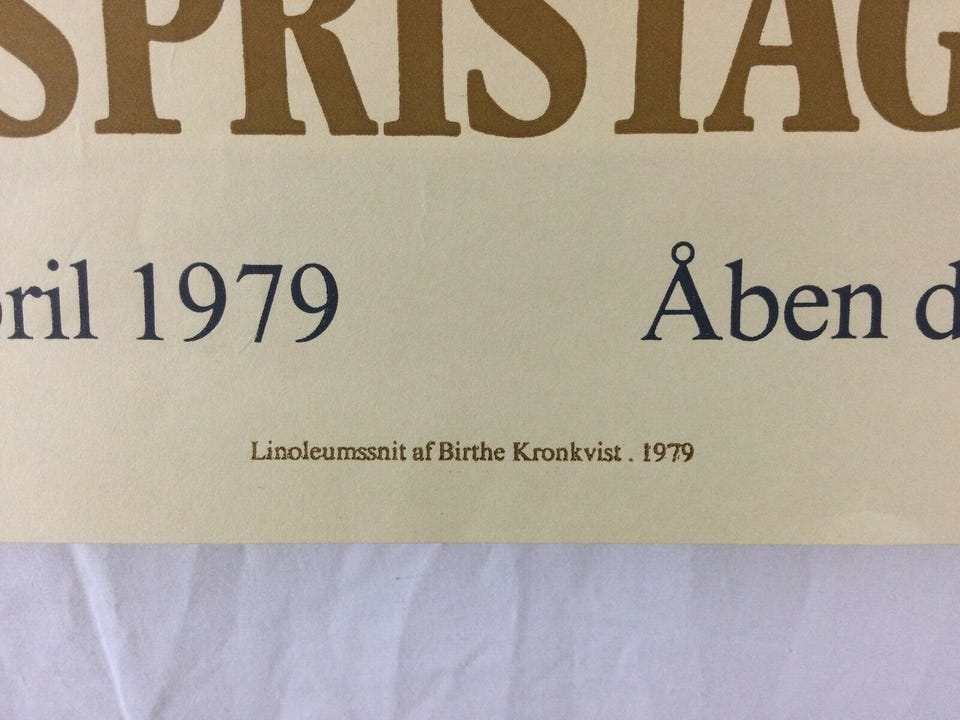 SPRISTAG
pril 1979 Åben d
Linoleumssnit af Birthe Kronkvist . 1979